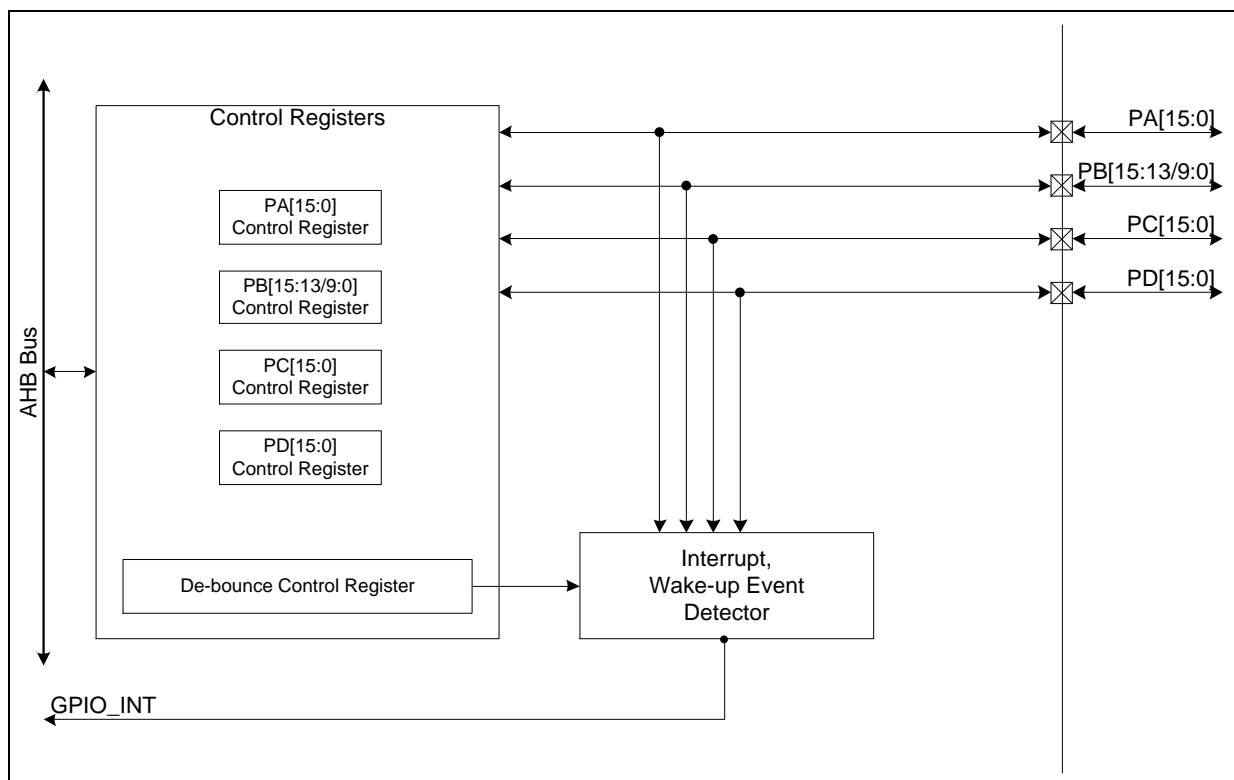 Control Registers
PA[15:0]
PB[15:13/9:0]
PC[15:0]
PD[15:0]
PA[15:0]
Control Register
PB[15:13/9:0]
Control Register
PC[15:0]
Control Register
PD[15:0]
Control Register
AHB Bus
De-bounce Control Register
Interrupt,
Wake-up Event
Detector
GPIO_INT